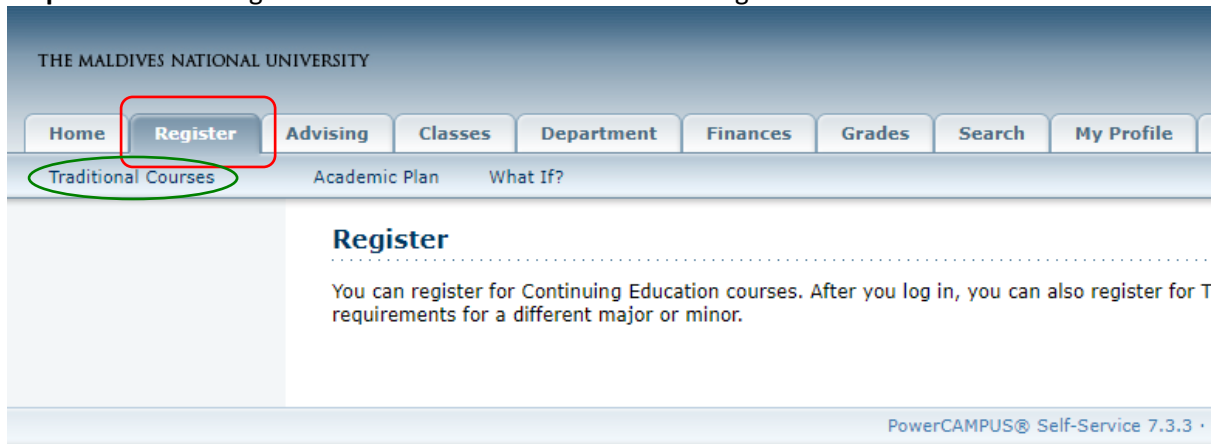 THE MALDIVES NATIONAL UNIVERSITY
Home Register Advising Classes Department Finances Grades Search My Profile
Traditional Courses Academic Plan What If?
Register
You can register for Continuing Education courses. After you log in, you can also register for T
requirements for a different major or minor.
PowerCAMPUS® Self-Service 7.3.3 ·